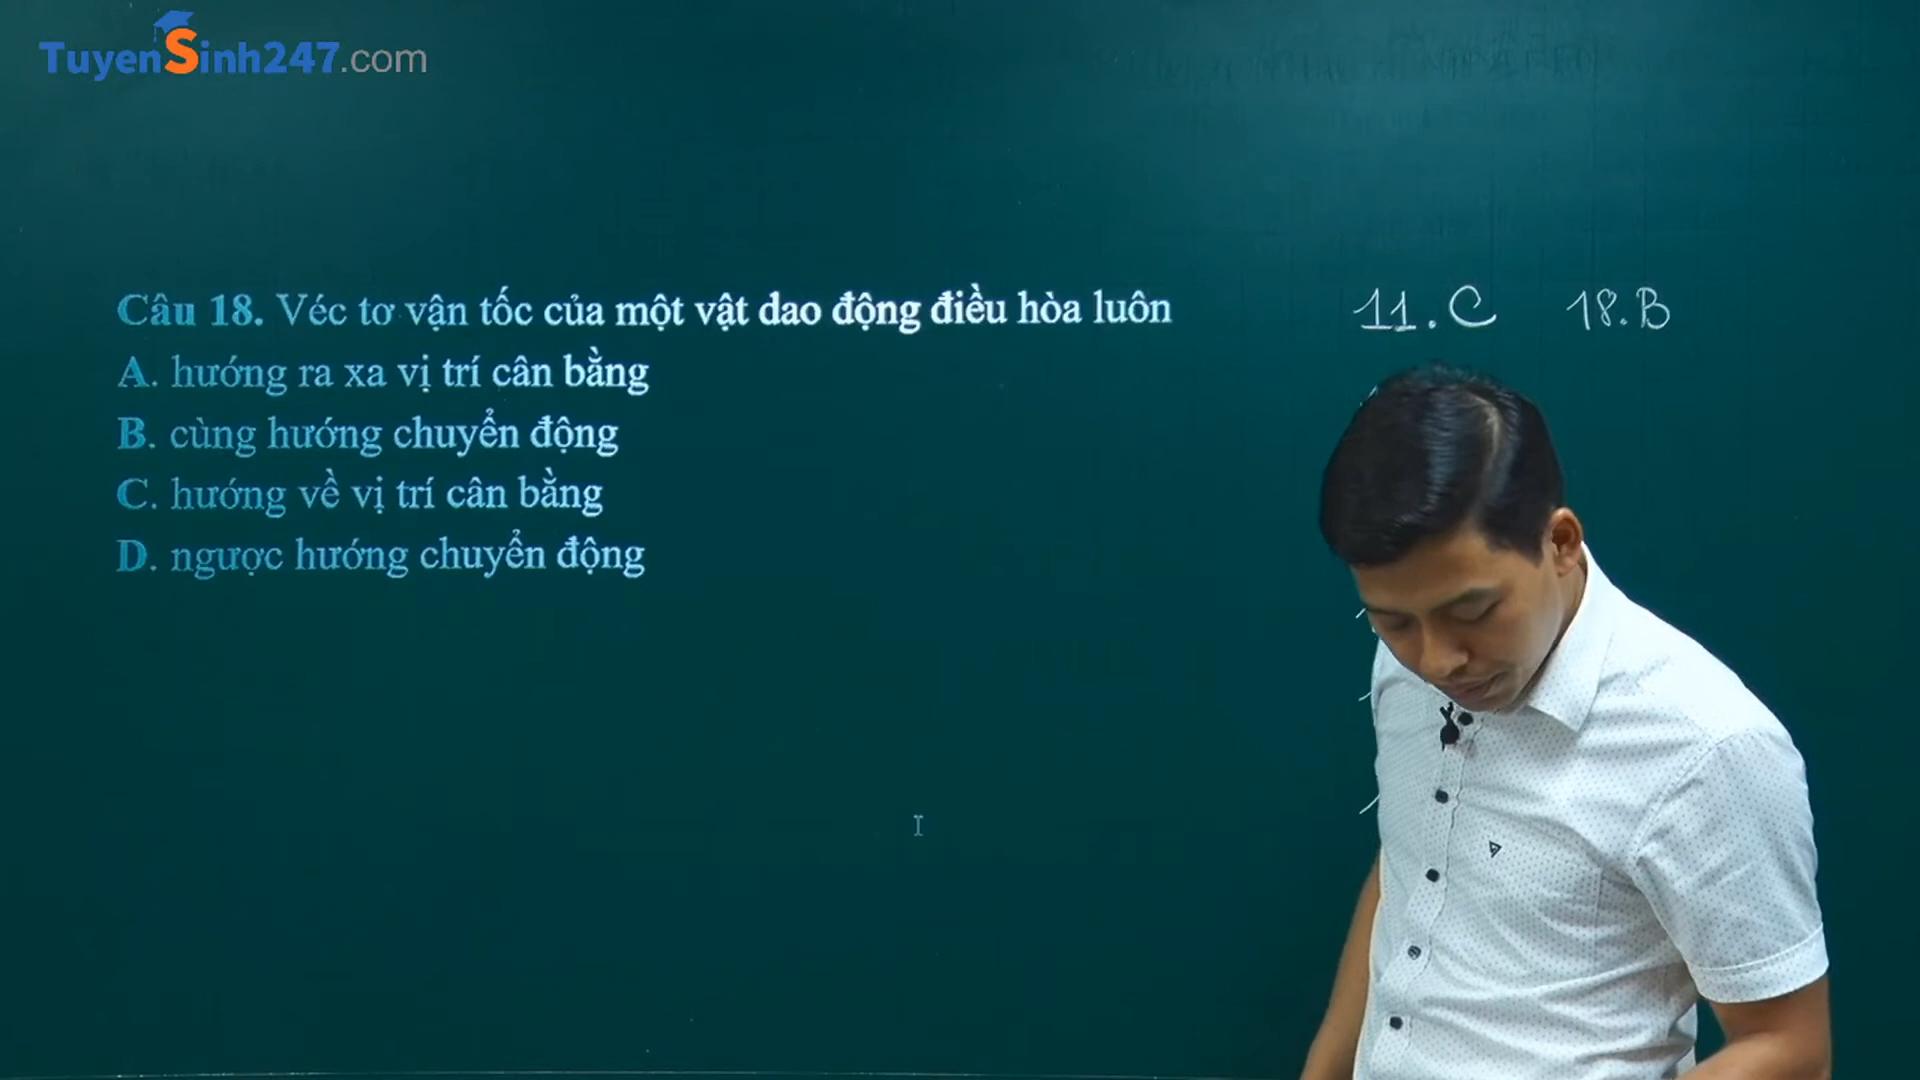 TuyenSinh247.com
Câu 18. Véc tơ vận tốc của một vật dao động điều hòa luôn
A. hướng ra xa vị trí cân bằng
B. cùng hướng chuyển động
C. hướng về vị trí cân bằng
D. ngược hướng chuyển động
11. C 18. B